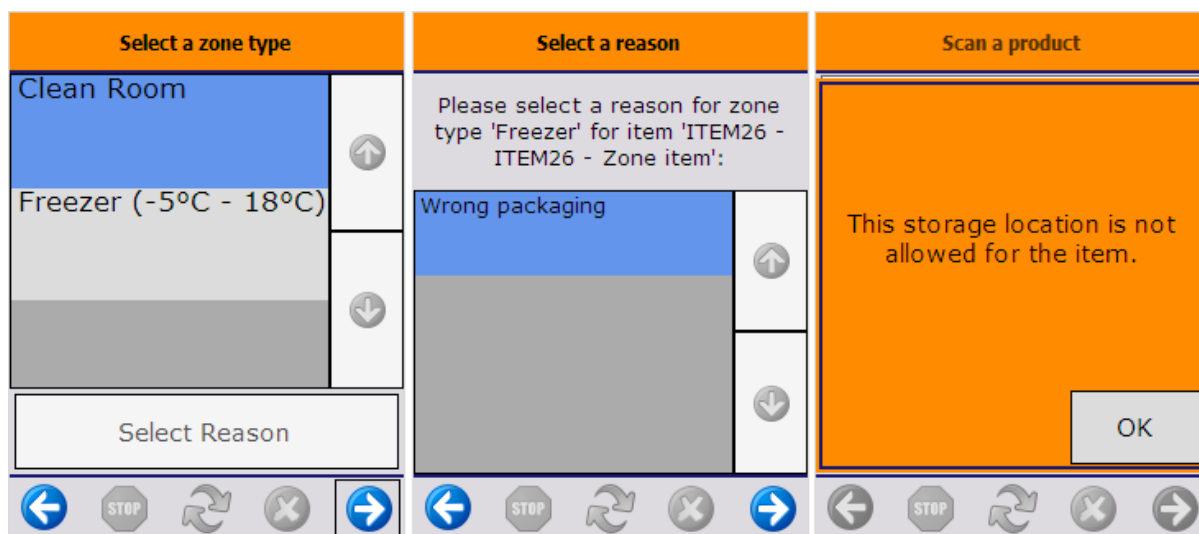 Select a zone type
Clean Room
Freezer (-5ºC - 18ºC)
Select Reason
STOP
Select a reason
Please select a reason for zone
type 'Freezer' for item 'ITEM26 -
ITEM26 - Zone item':
Wrong packaging
STOP
Scan a product
This storage location is not
allowed for the item.
OK
STOP